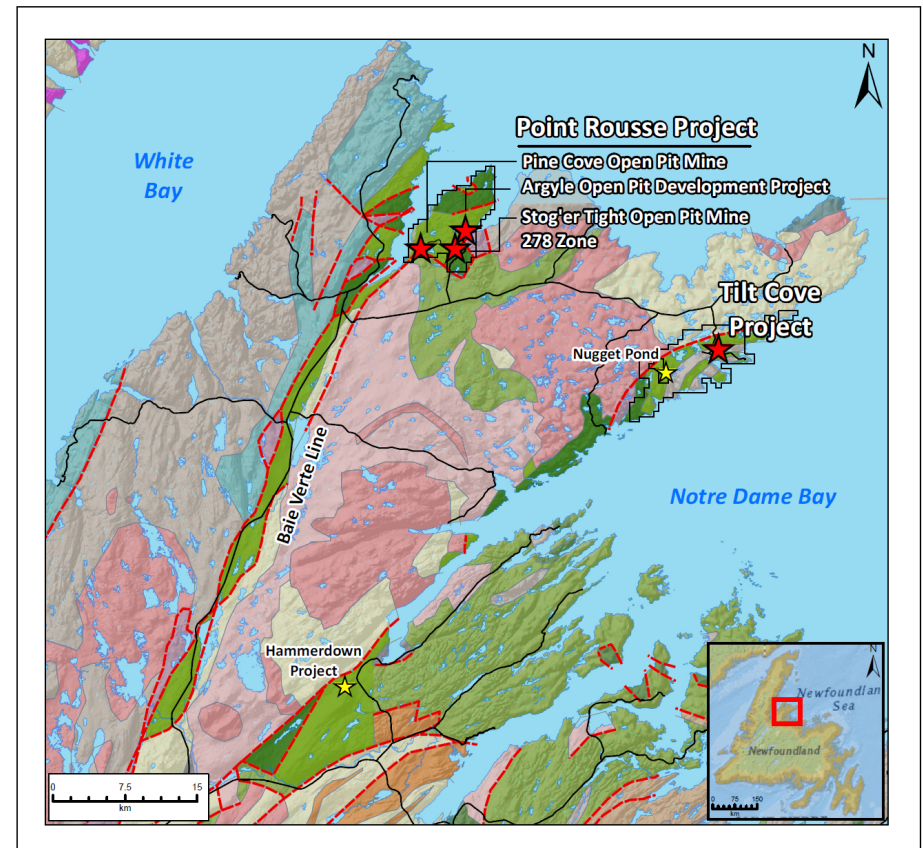 N
White
Bay
Point Rousse Project
Pine Cove Open Pit Mine
Argyle Open Pit Development Project
Stog'er Tight Open Pit Mine
278 Zone
Tilt Cove
Project
Nugget Pond
Baie Verte Line
Notre Dame Bay
Hammerdown
Project
N
Newfoundlan
Sea
Newfoundland
0 7.5 15
km
0 75 150
km